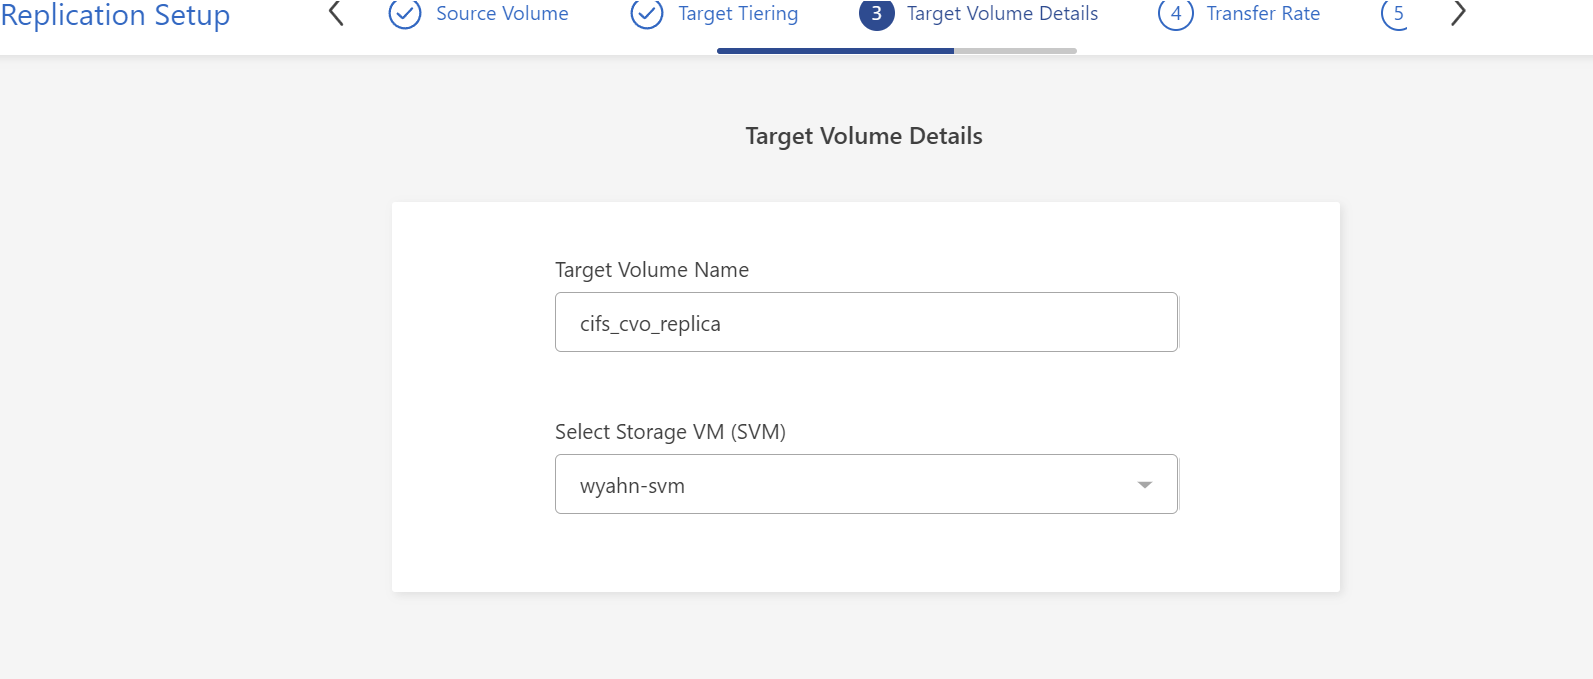 Replication Setup
Source Volume
Target Tiering
3 Target Volume Details
4 Transfer Rate
5
Target Volume Details
Target Volume Name
cifs_cvo_replica
Select Storage VM (SVM)
wyahn-svm